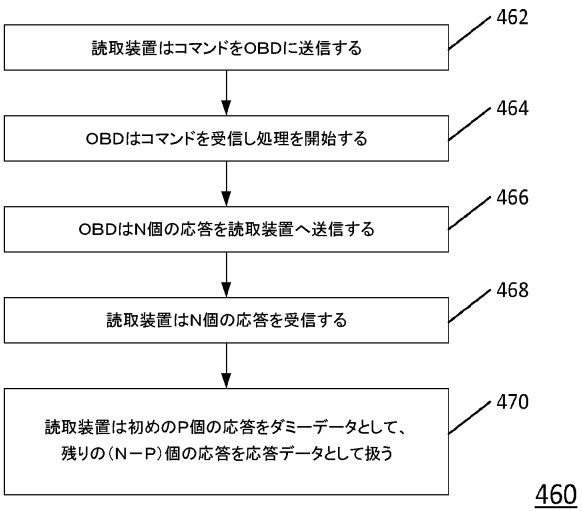 462
読取装置はコマンドをOBDに送信する
464
OBDはコマンドを受信し処理を開始する
466
OBDはN個の応答を読取装置へ送信する
468
読取装置はN個の応答を受信する
470
読取装置は初めのP個の応答をダミーデータとして、
残りの(N-P)個の応答を応答データとして扱う
460